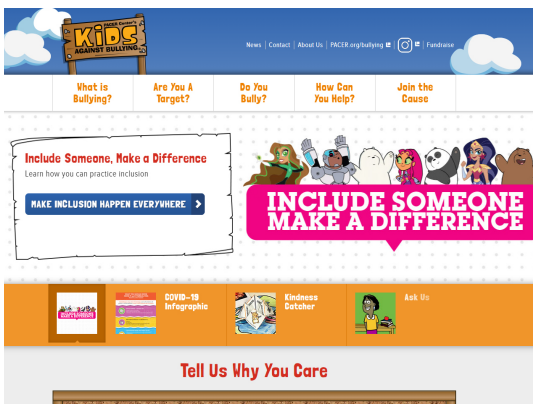 PACER Center's
KiDS
AGAINST BULLYING
News | Contact | About Us | PACER.org/bullying | | Fundraise
What is
Bullying?
Are You A
Target?
Do You
Bully?
How Can
You Help?
Join the
Cause
Include Someone, Make a Difference
Learn how you can practice inclusion
MAKE INCLUSION HAPPEN EVERYWHERE
INCLUDE SOMEONE
MAKE A DIFFERENCE
COVID-19
Infographic
Kindness
Catcher
Ask Us
Tell Us Why You Care